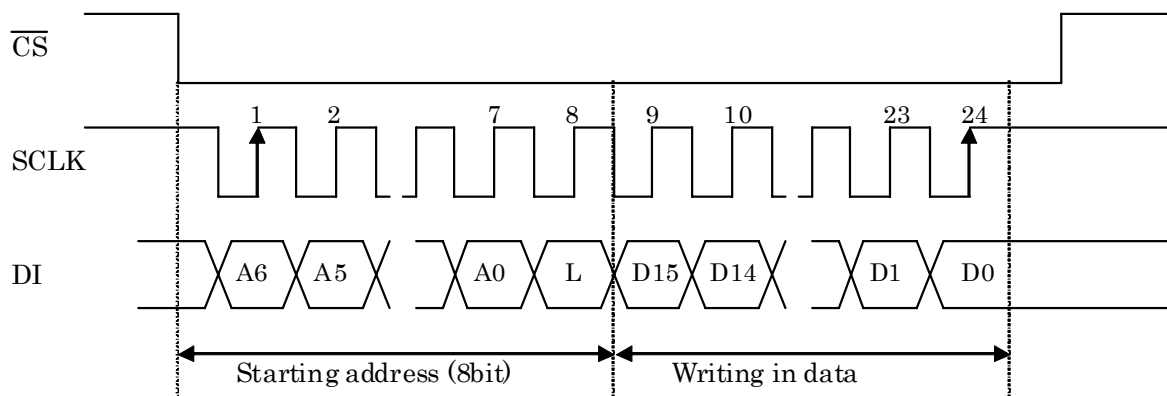 CS
1 2 7 8 9 10 23 24
SCLK
DI A6 A5 A0 L D15 D14 D1 D0
Starting address (8bit) Writing in data